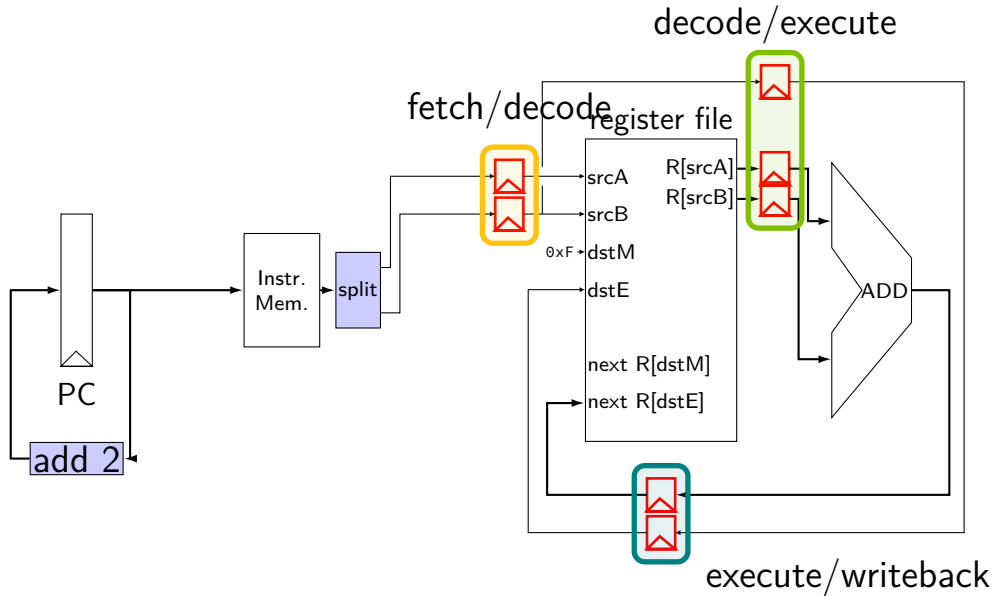 decode/execute
fetch/decode
register file
srcA
R[srcA]
R[srcB]
srcB
0xF
dstM
Instr.
Mem.
split
dstE
ADD
next R[dstM]
PC
next R[dstE]
add 2
execute/writeback